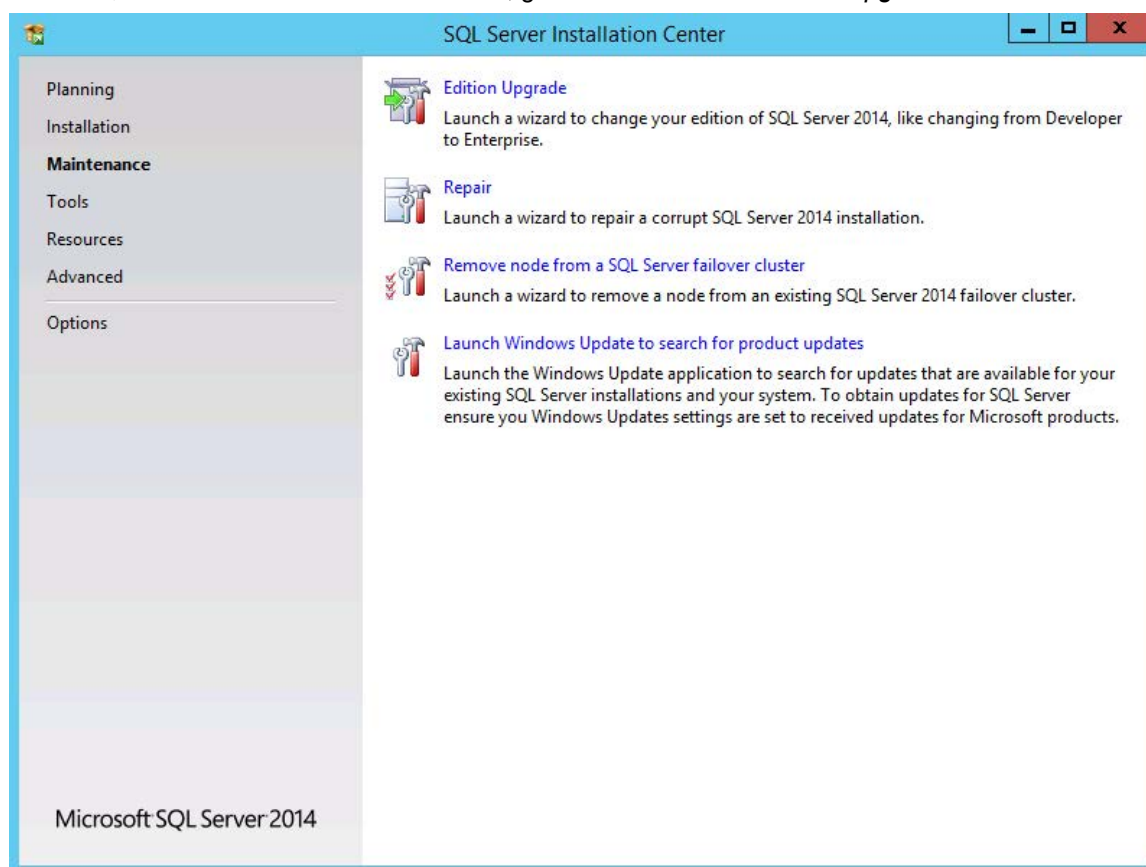 SQL Server Installation Center
Planning
Installation
Maintenance
Tools
Resources
Advanced
Options
Edition Upgrade
Launch a wizard to change your edition of SQL Server 2014, like changing from Developer
to Enterprise.
Repair
Launch a wizard to repair a corrupt SQL Server 2014 installation.
Remove node from a SQL Server failover cluster
Launch a wizard to remove a node from an existing SQL Server 2014 failover cluster.
Launch Windows Update to search for product updates
Launch the Windows Update application to search for updates that are available for your
existing SQL Server installations and your system. To obtain updates for SQL Server
ensure you Windows Updates settings are set to received updates for Microsoft products.
Microsoft SQL Server 2014